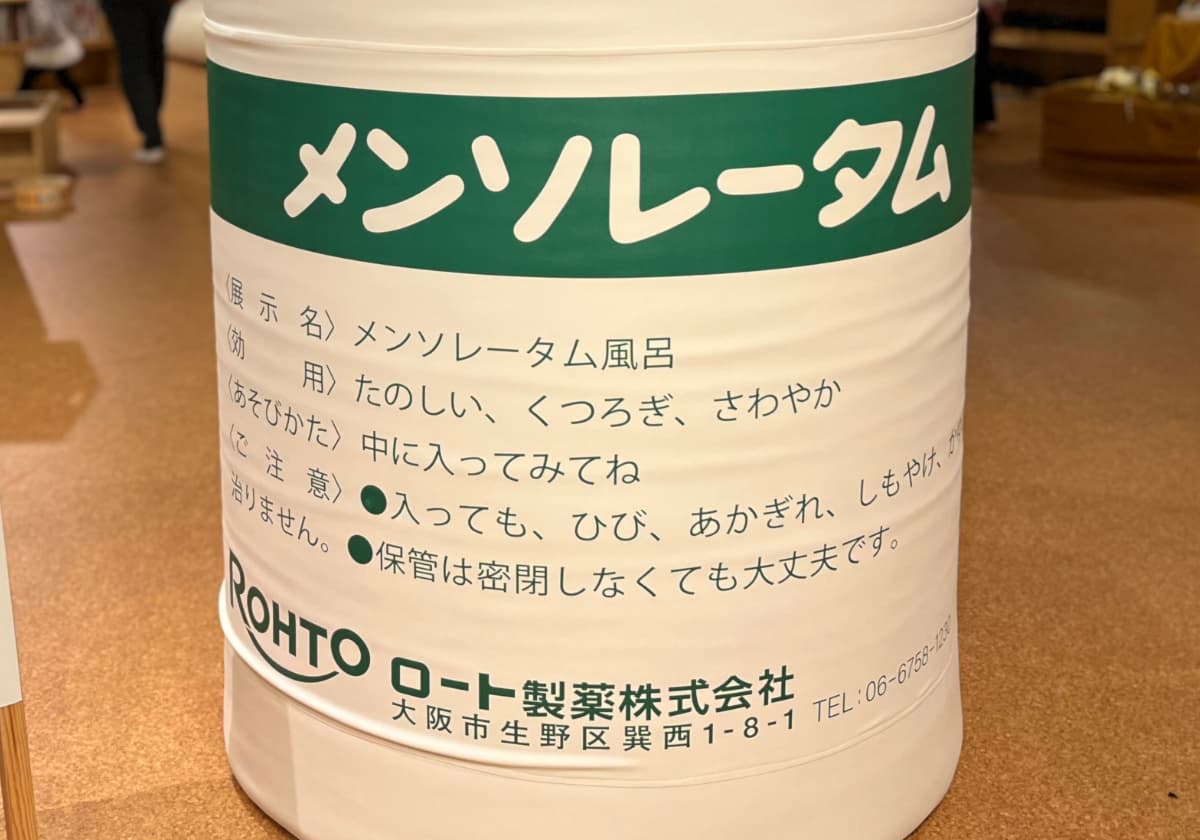 メンソレータム
〈展示名〉メンソレータム風呂
〈効用〉たのしい、くつろぎ、さわやか
〈あそびかた〉中に入ってみてね
〈ご注意〉●入っても、ひび、あかぎれ、しもやけ、
治りません。●保管は密閉しなくても大丈夫です。
ROHTO ロート製薬株式会社
大阪市生野区巽西1-8-1 TEL:06-6758-1230